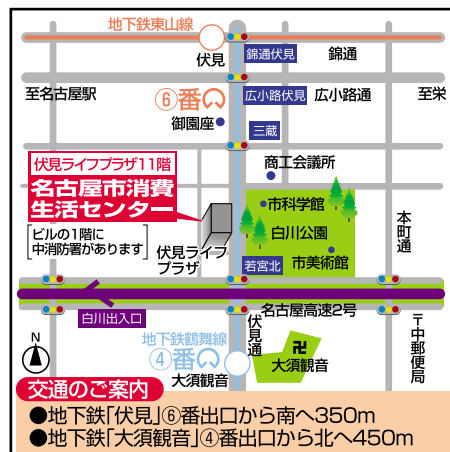 地下鉄東山線
伏見
錦通伏見
錦通
至名古屋駅
⑥番
広小路伏見
広小路通
至栄
御園座
三蔵
商工会議所
伏見ライフプラザ11階
名古屋市消費
生活センター
ビルの1階に
中消防署があります
伏見ライフ
プラザ
市科学館
白川公園
市美術館
本町通
若宮北
白川出入口
名古屋高速2号
伏見通
地下鉄鶴舞線
④番
大須観音
卍
大須観音
〒中郵便局
N
交通のご案内
●地下鉄「伏見」⑥番出口から南へ350m
●地下鉄「大須観音」④番出口から北へ450m